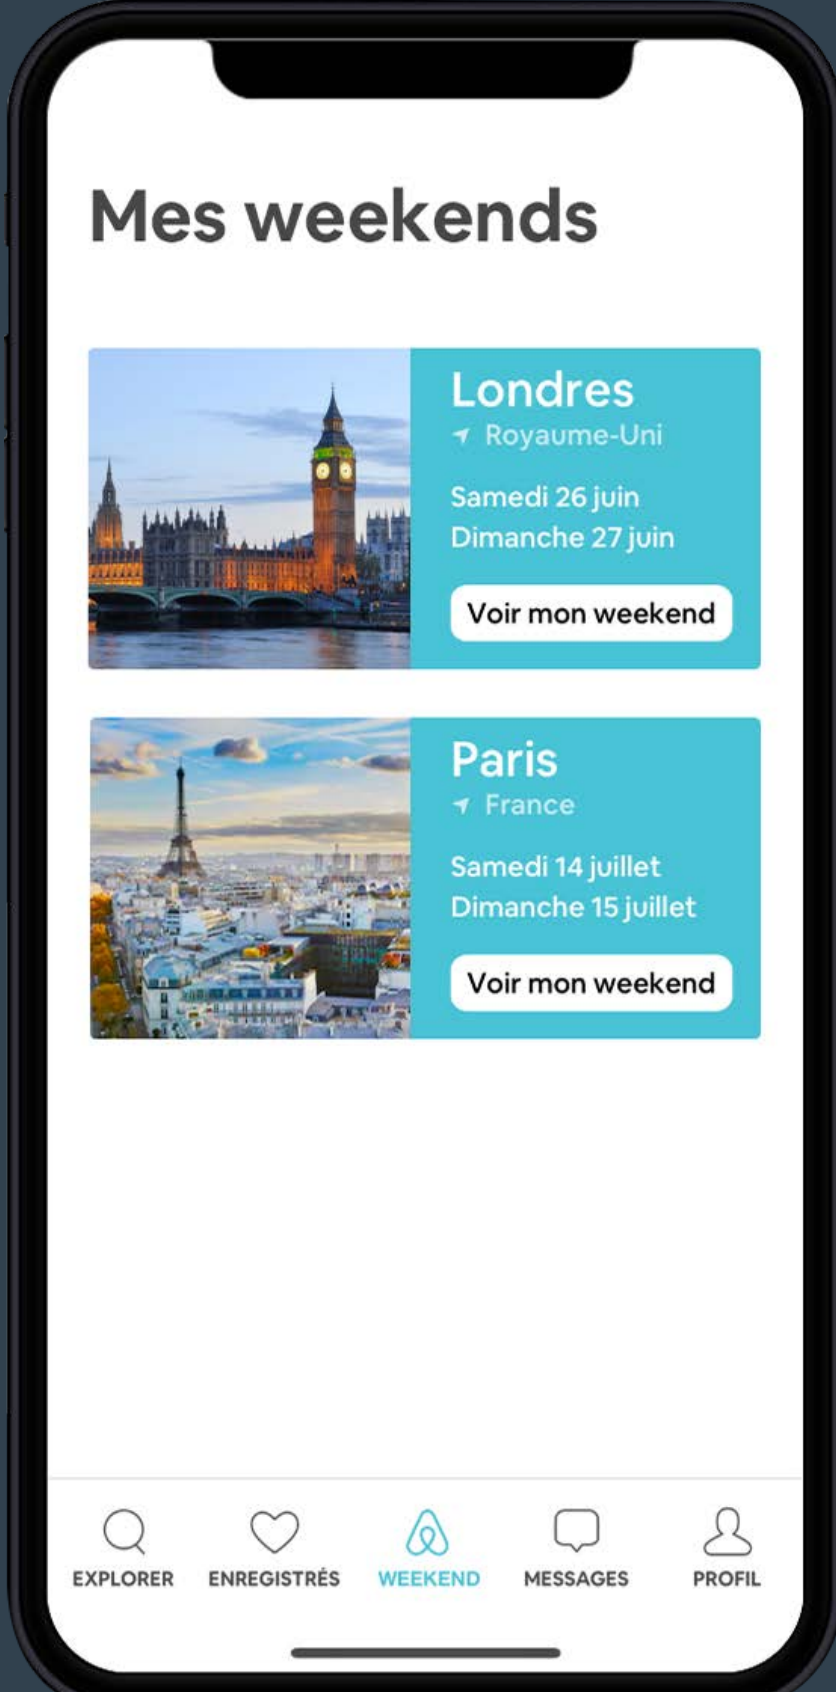 Mes weekends
Londres
Royaume-Uni
Samedi 26 juin
Dimanche 27 juin
Voir mon weekend
Paris
France
Samedi 14 juillet
Dimanche 15 juillet
Voir mon weekend
EXPLORER
ENREGISTRÉS
WEEKEND
MESSAGES
PROFIL